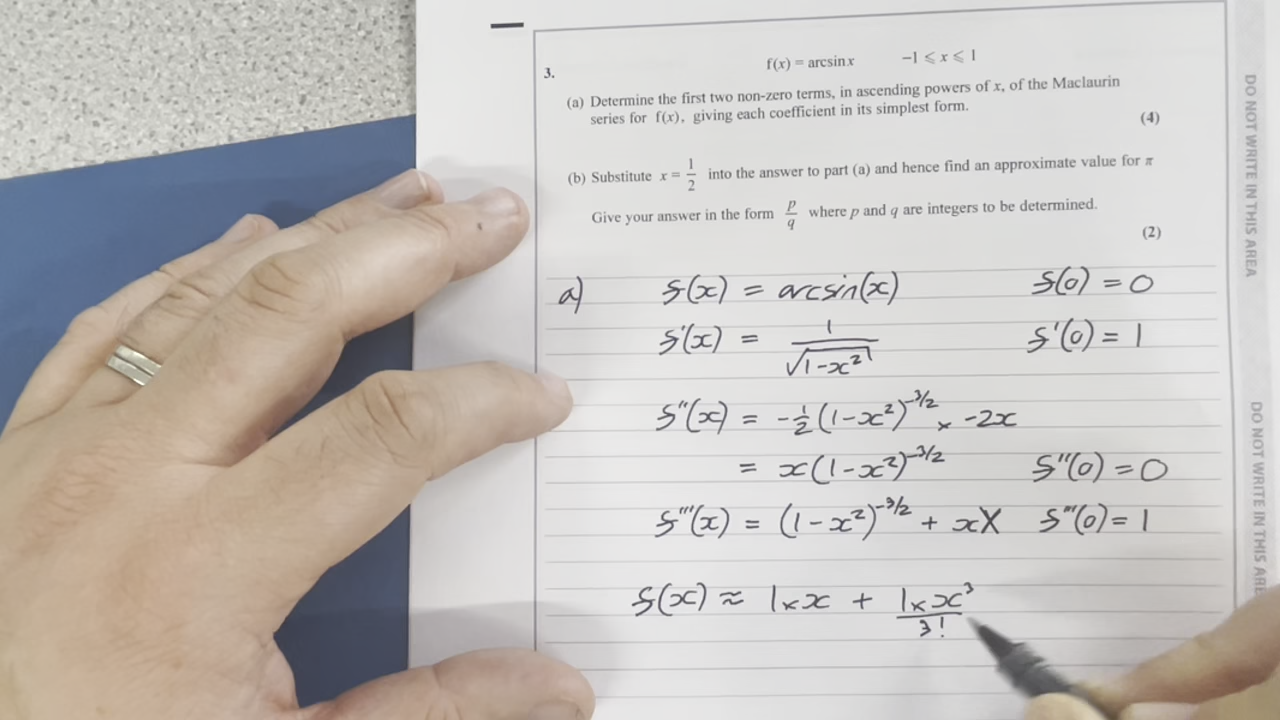 3.
f(x) = arcsin x −1 ⩽ x ⩽ 1
(a) Determine the first two non-zero terms, in ascending powers of x, of the Maclaurin
series for f(x), giving each coefficient in its simplest form.
(4)
(b) Substitute x = 1/2 into the answer to part (a) and hence find an approximate value for π
Give your answer in the form p/q where p and q are integers to be determined.
(2)
a) f(x) = arcsin(x) f(0) = 0
f'(x) = 1/√(1-x²) f'(0) = 1
f''(x) = -½(1-x²)^(-3/2) × -2x
= x(1-x²)^(-3/2) f''(0) = 0
f'''(x) = (1-x²)^(-3/2) + xX f'''(0) = 1
f(x) ≈ 1×x + 1×x³/3!
DO NOT WRITE IN THIS AREA
DO NOT WRITE IN THIS ARE